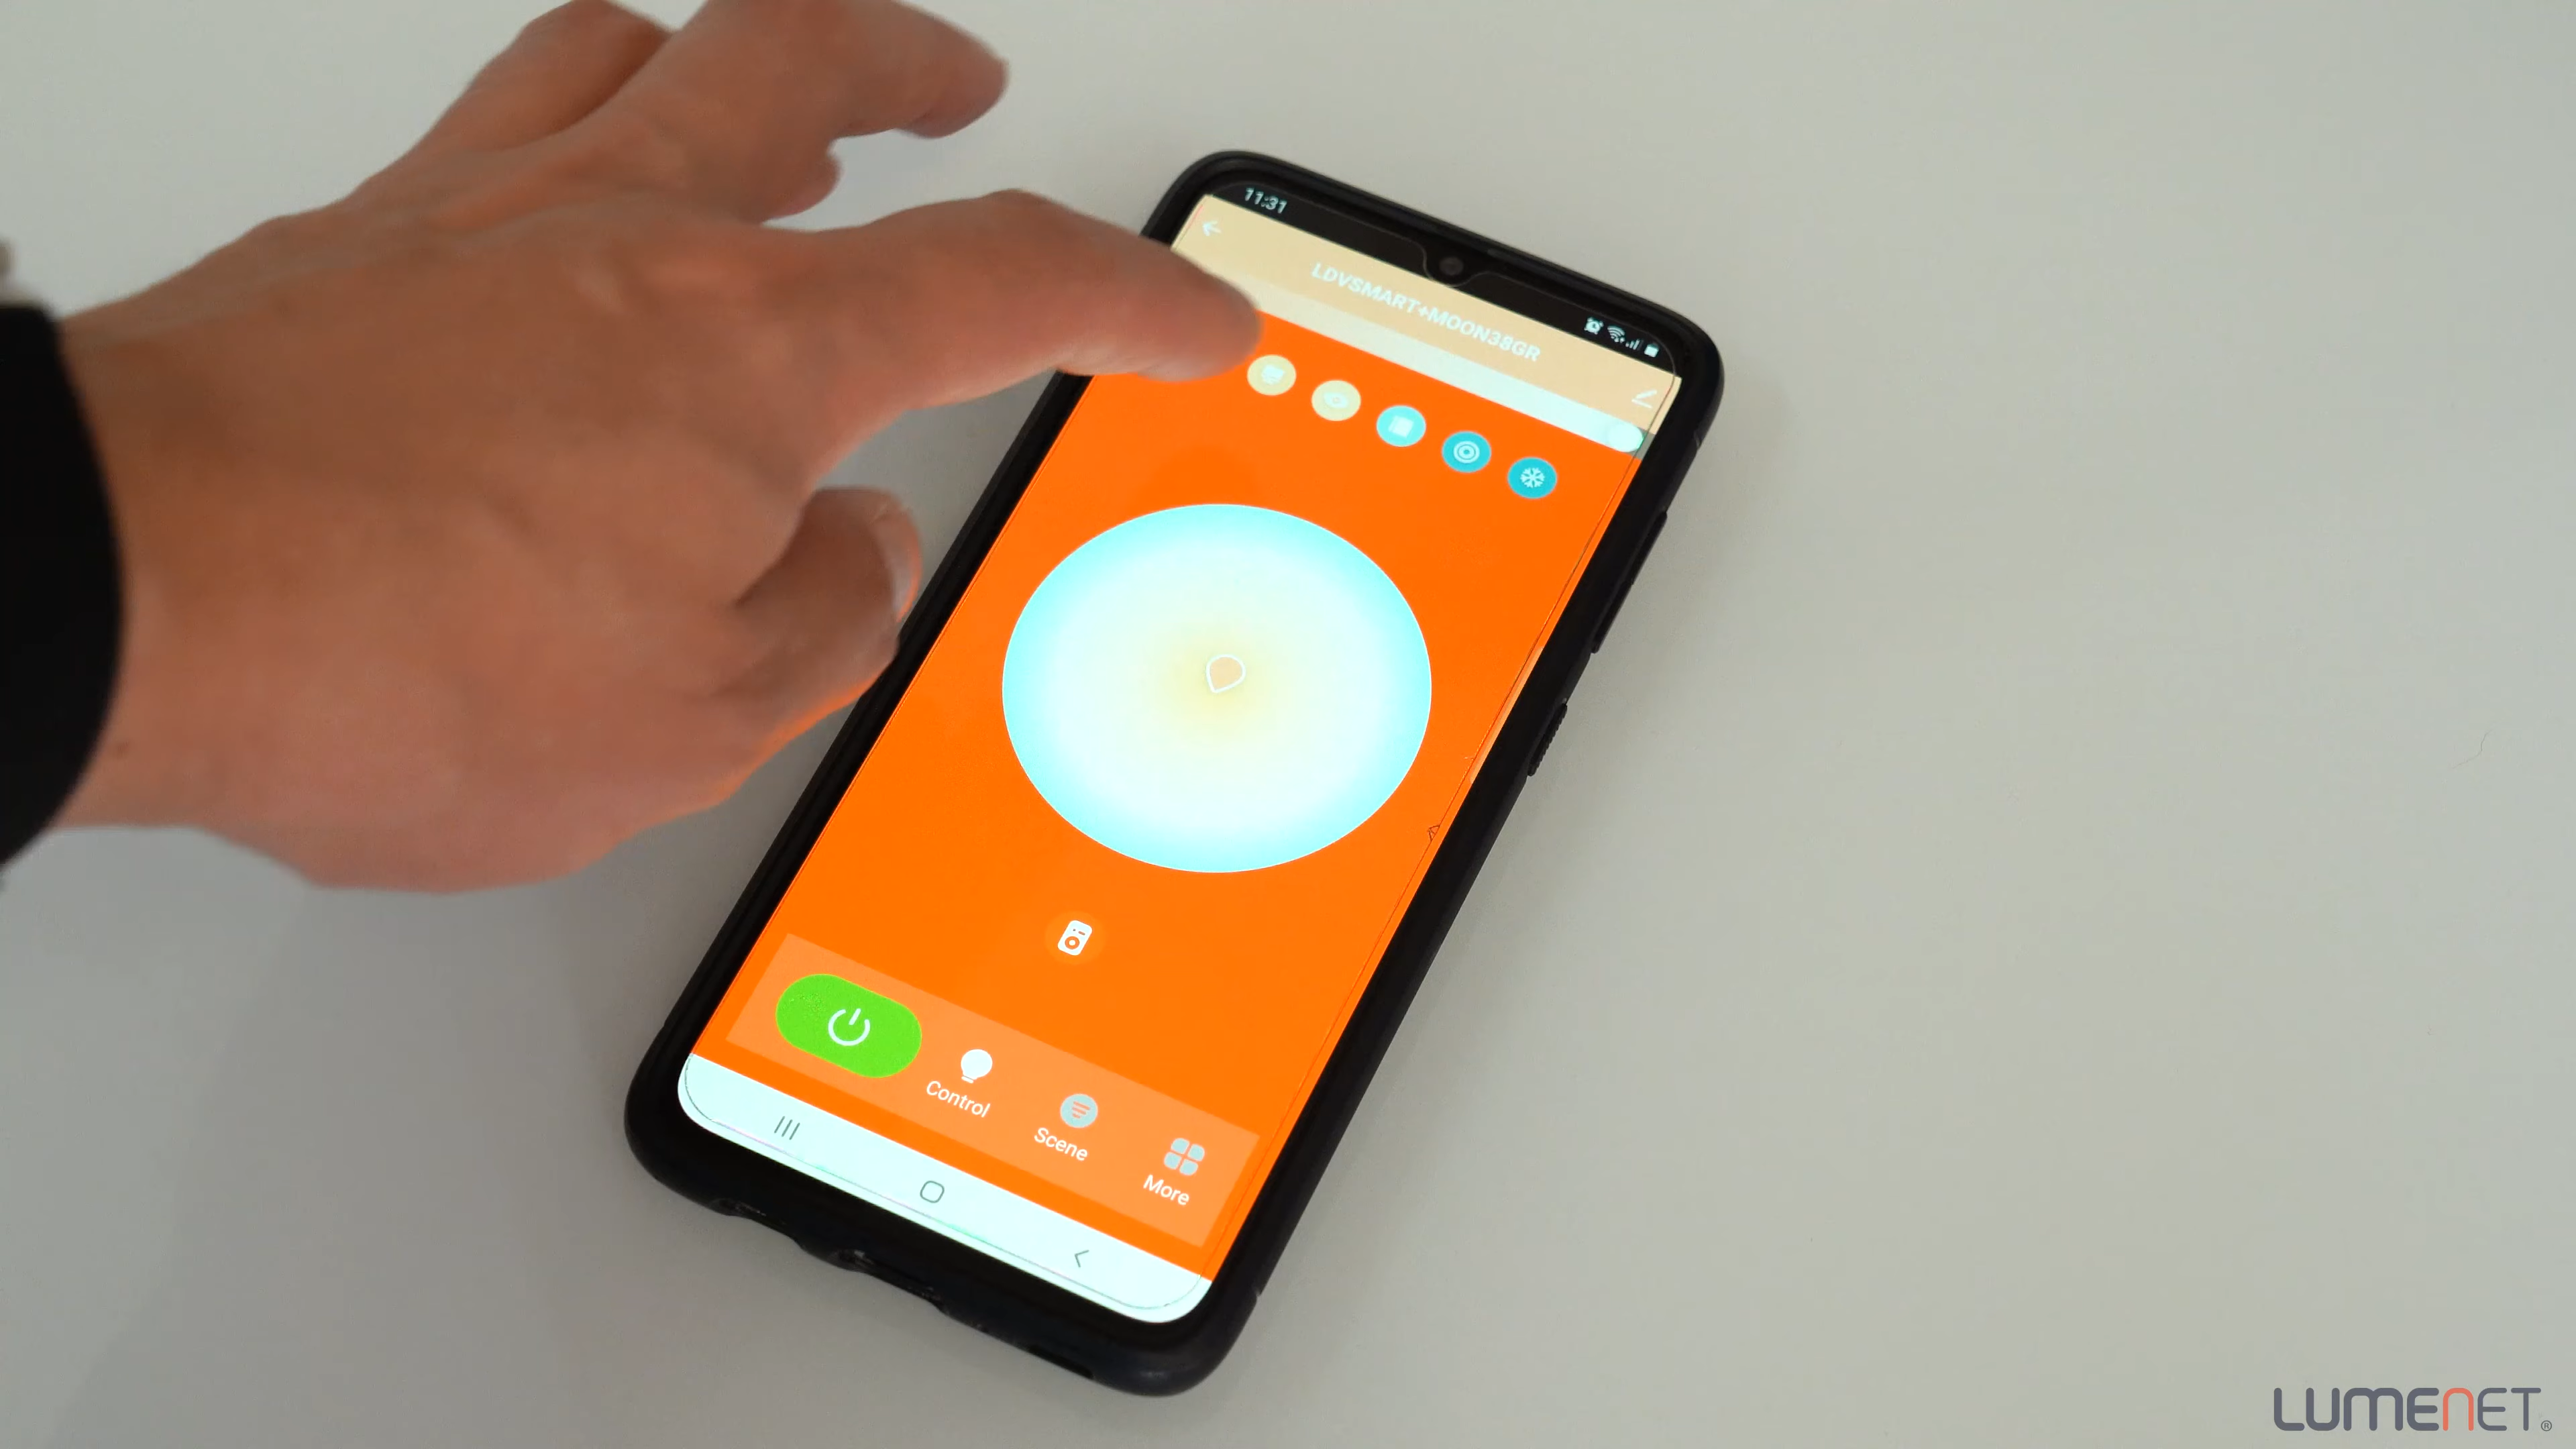 11:31
LDVSMART+MOON38GR
Control
Scene
More
LUMENET®